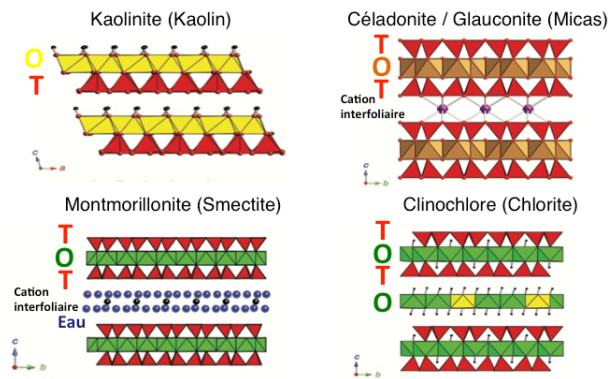 Kaolinite (Kaolin)
O
T
c
a
Céladonite / Glauconite (Micas)
T
O
T
Cation
interfoliaire
c
b
Montmorillonite (Smectite)
T
O
T
Cation
interfoliaire
Eau
c
b
Clinochlore (Chlorite)
T
O
T
O
c
b